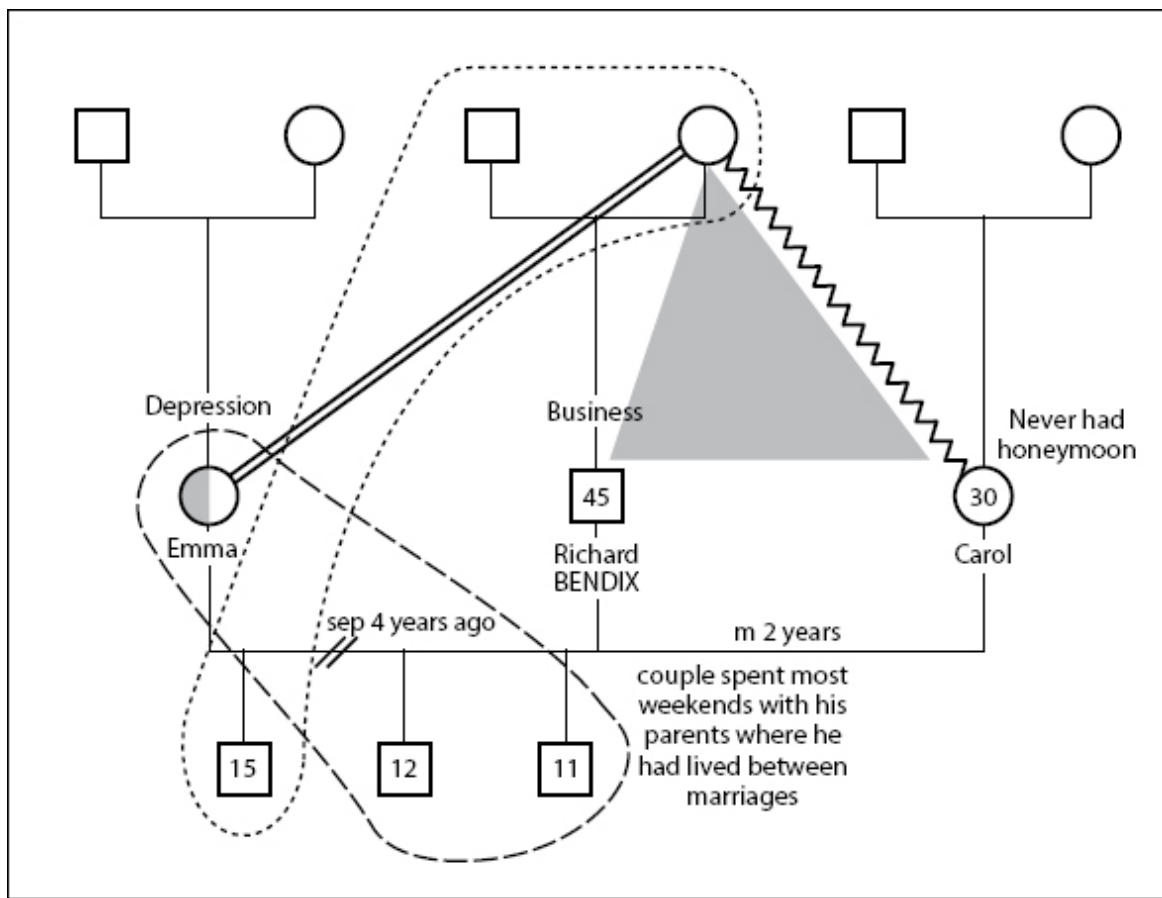 Depression
Business
Never had
honeymoon
45
30
Emma
Richard
BENDIX
Carol
sep 4 years ago
m 2 years
couple spent most
weekends with his
parents where he
had lived between
marriages
15
12
11